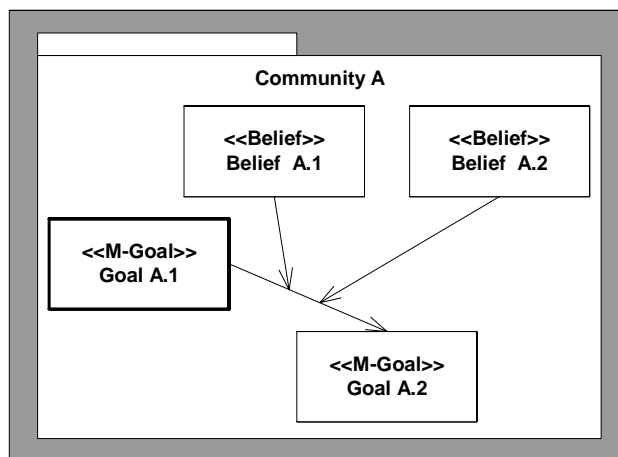 Community A
<<Belief>>
Belief A.1
<<Belief>>
Belief A.2
<<M-Goal>>
Goal A.1
<<M-Goal>>
Goal A.2